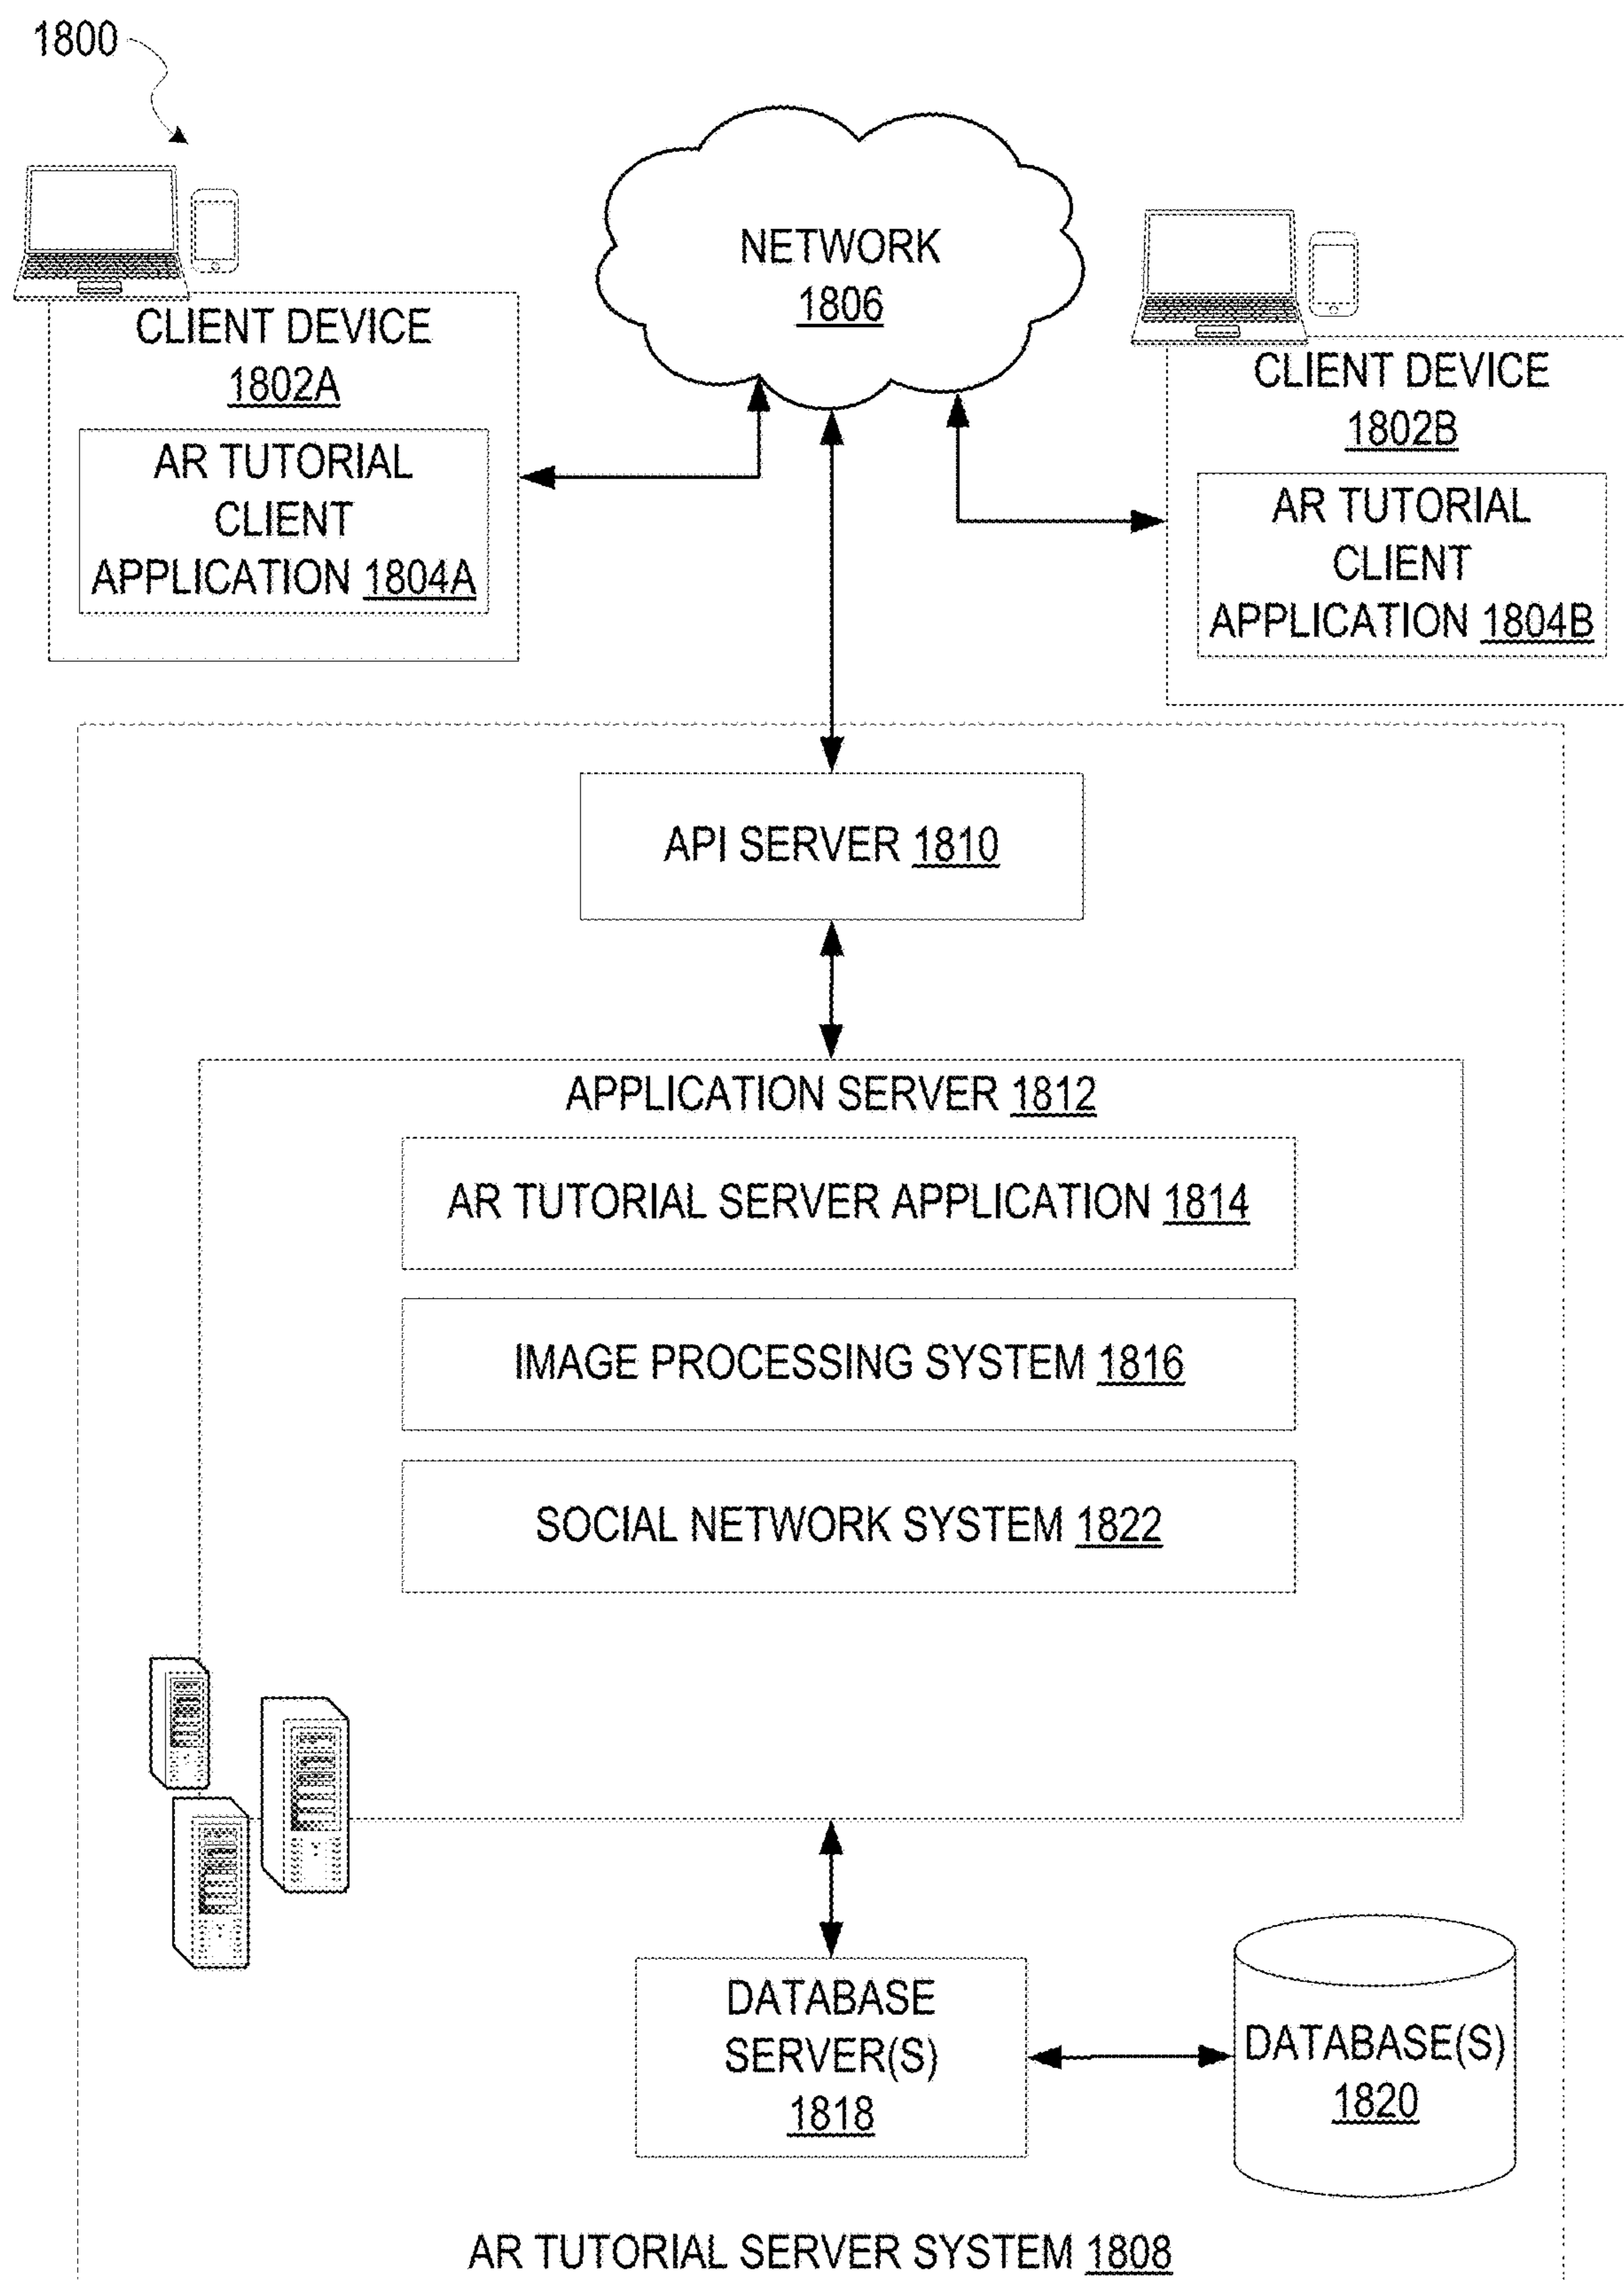 1800
NETWORK
1806
CLIENT DEVICE
1802A
AR TUTORIAL
CLIENT
APPLICATION 1804A
CLIENT DEVICE
1802B
AR TUTORIAL
CLIENT
APPLICATION 1804B
API SERVER 1810
APPLICATION SERVER 1812
AR TUTORIAL SERVER APPLICATION 1814
IMAGE PROCESSING SYSTEM 1816
SOCIAL NETWORK SYSTEM 1822
DATABASE
SERVER(S)
1818
DATABASE(S)
1820
AR TUTORIAL SERVER SYSTEM 1808